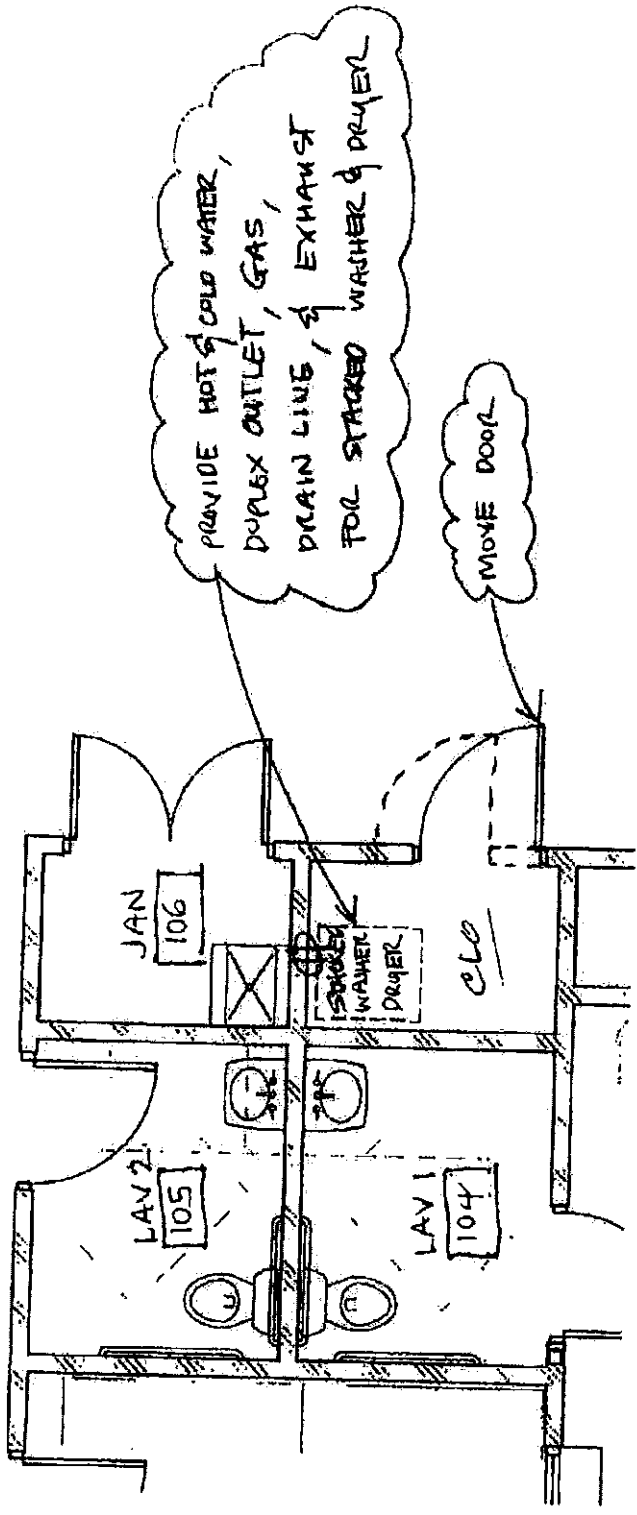 PROVIDE HOT & COLD WATER,
DUPLEX OUTLET, GAS,
DRAIN LINE, & EXHAUST
FOR STACKED WASHER & DRYER
MOVE DOOR
JAN
106
STACKED
WASHER
DRYER
CLO
LAV 2
105
LAV 1
104